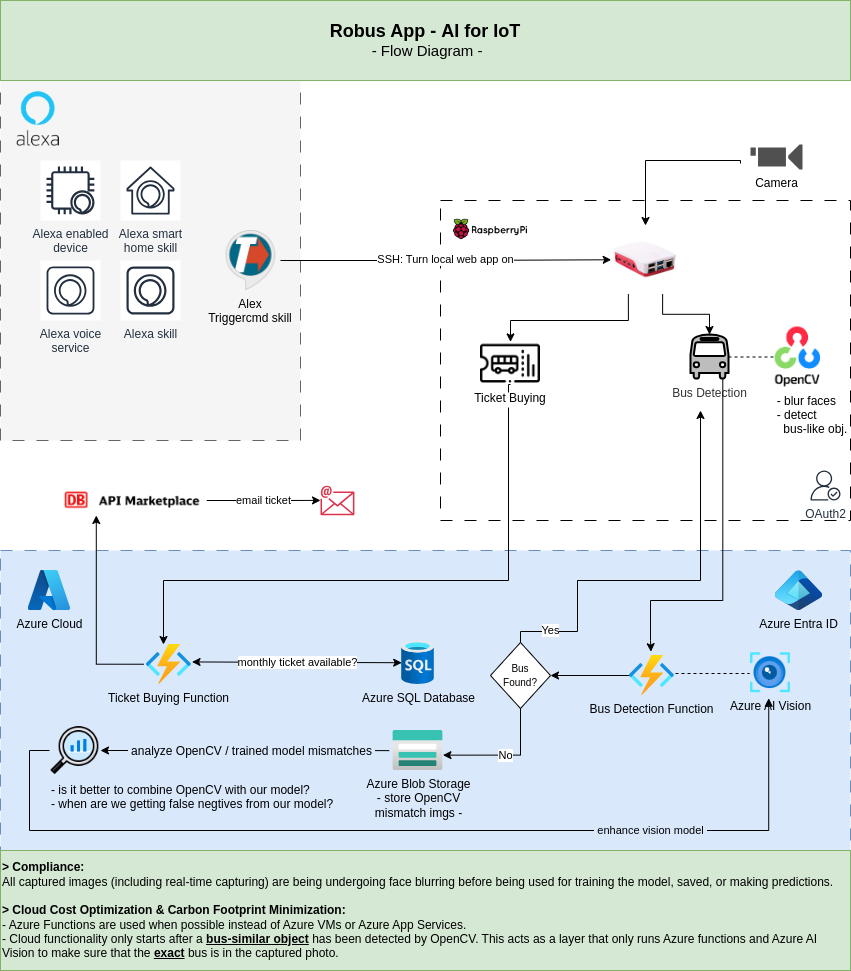 Robus App - AI for IoT
- Flow Diagram -
alexa
Alexa enabled
device
Alexa smart
home skill
Alexa voice
service
Alexa skill
T
Alex
Triggercmd skill
SSH: Turn local web app on
Camera
RaspberryPi
Ticket Buying
Bus Detection
OpenCV
- blur faces
- detect
bus-like obj.
OAuth2
DB API Marketplace
email ticket
@
Azure Cloud
Azure Entra ID
Ticket Buying Function
monthly ticket available?
SQL
Azure SQL Database
Yes
Bus
Found?
No
Bus Detection Function
Azure AI Vision
analyze OpenCV / trained model mismatches
Azure Blob Storage
- store OpenCV
mismatch imgs -
- is it better to combine OpenCV with our model?
- when are we getting false negtives from our model?
enhance vision model
> Compliance:
All captured images (including real-time capturing) are being undergoing face blurring before being used for training the model, saved, or making predictions.
> Cloud Cost Optimization & Carbon Footprint Minimization:
- Azure Functions are used when possible instead of Azure VMs or Azure App Services.
- Cloud functionality only starts after a bus-similar object has been detected by OpenCV. This acts as a layer that only runs Azure functions and Azure AI
Vision to make sure that the exact bus is in the captured photo.